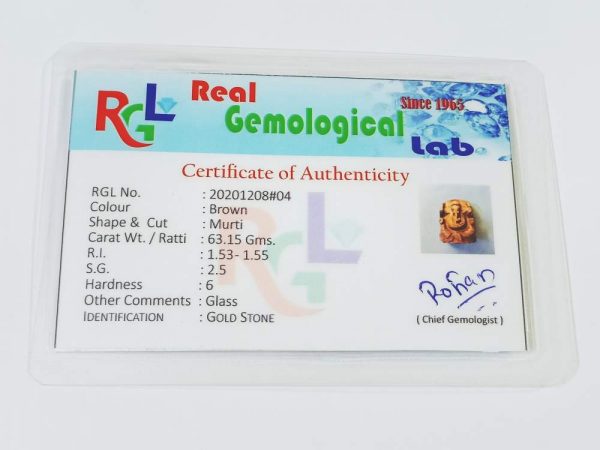 RGL
Real
Gemological
Lab
Since 1965
Certificate of Authenticity
RGL No. : 20201208#04
Colour : Brown
Shape & Cut : Murti
Carat Wt. / Ratti : 63.15 Gms.
R.I. : 1.53- 1.55
S.G. : 2.5
Hardness : 6
Other Comments : Glass
IDENTIFICATION : GOLD STONE
RGL
Rohan
( Chief Gemologist )